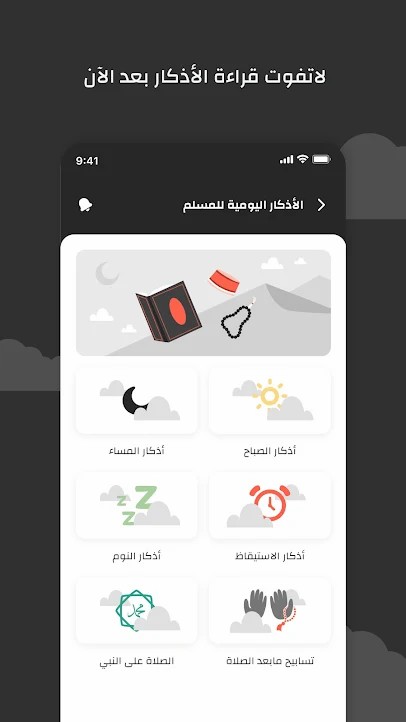 لاتفوت قراءة الأذكار بعد الآن
9:41
الأذكار اليومية للمسلم
أذكار الصباح
أذكار المساء
أذكار الاستيقاظ
أذكار النوم
محمد
تسابيح مابعد الصلاة
الصلاة على النبي